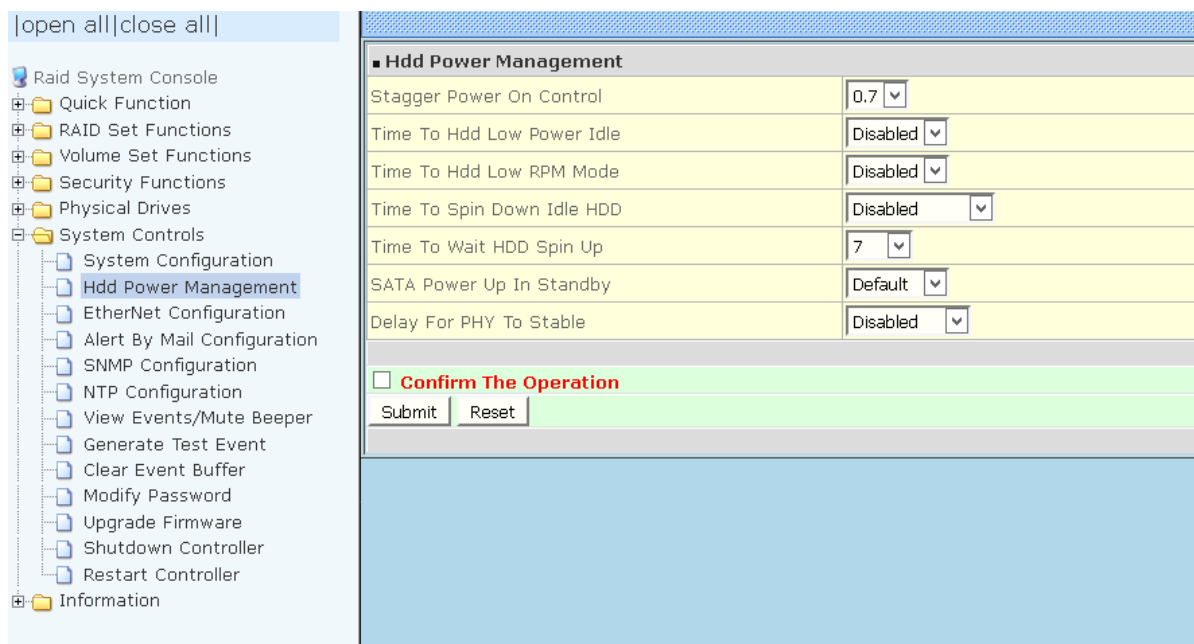 |open all|close all|
Raid System Console
Quick Function
RAID Set Functions
Volume Set Functions
Security Functions
Physical Drives
System Controls
System Configuration
Hdd Power Management
EtherNet Configuration
Alert By Mail Configuration
SNMP Configuration
NTP Configuration
View Events/Mute Beeper
Generate Test Event
Clear Event Buffer
Modify Password
Upgrade Firmware
Shutdown Controller
Restart Controller
Information
Hdd Power Management
Stagger Power On Control 0.7
Time To Hdd Low Power Idle Disabled
Time To Hdd Low RPM Mode Disabled
Time To Spin Down Idle HDD Disabled
Time To Wait HDD Spin Up 7
SATA Power Up In Standby Default
Delay For PHY To Stable Disabled
Confirm The Operation
Submit Reset